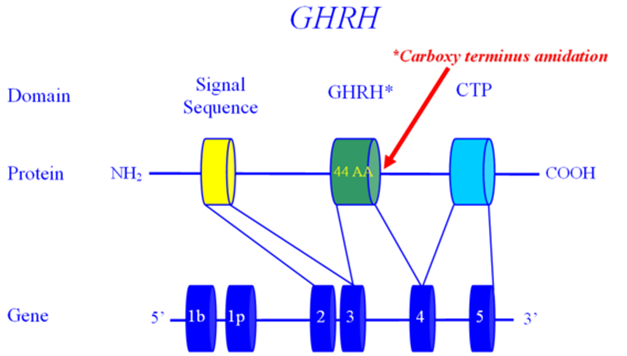 GHRH
*Carboxy terminus amidation
Domain
Signal
Sequence
GHRH*
CTP
Protein
NH₂
44 AA
COOH
Gene
5’
1b
1p
2
3
4
5
3’